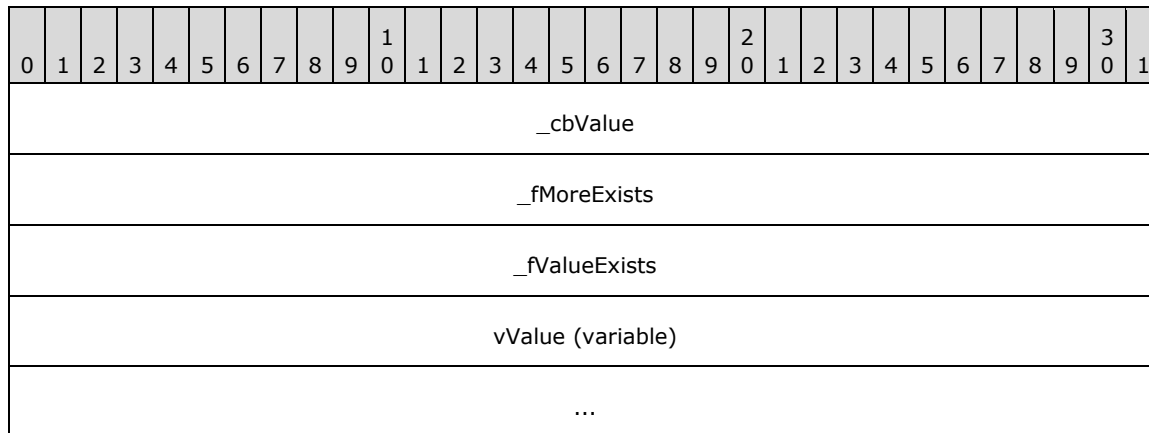 1 2 3
0 1 2 3 4 5 6 7 8 9 0 1 2 3 4 5 6 7 8 9 0 1 2 3 4 5 6 7 8 9 0 1
_cbValue
_fMoreExists
_fValueExists
vValue (variable)
...